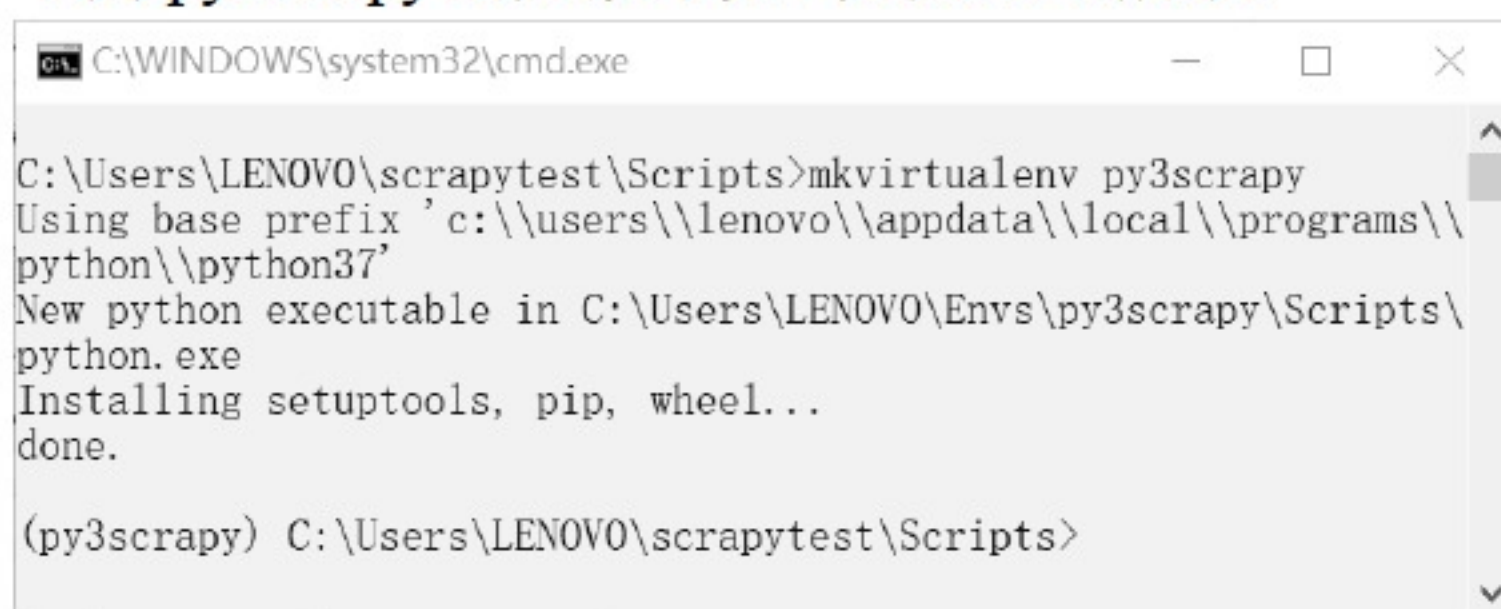 C:\WINDOWS\system32\cmd.exe
C:\Users\LENOVO\scrapytest\Scripts>mkvirtualenv py3scrapy
Using base prefix 'c:\\users\\lenovo\\appdata\\local\\programs\\
python\\python37'
New python executable in C:\Users\LENOVO\Envs\py3scrapy\Scripts\
python.exe
Installing setuptools, pip, wheel...
done.
(py3scrapy) C:\Users\LENOVO\scrapytest\Scripts>